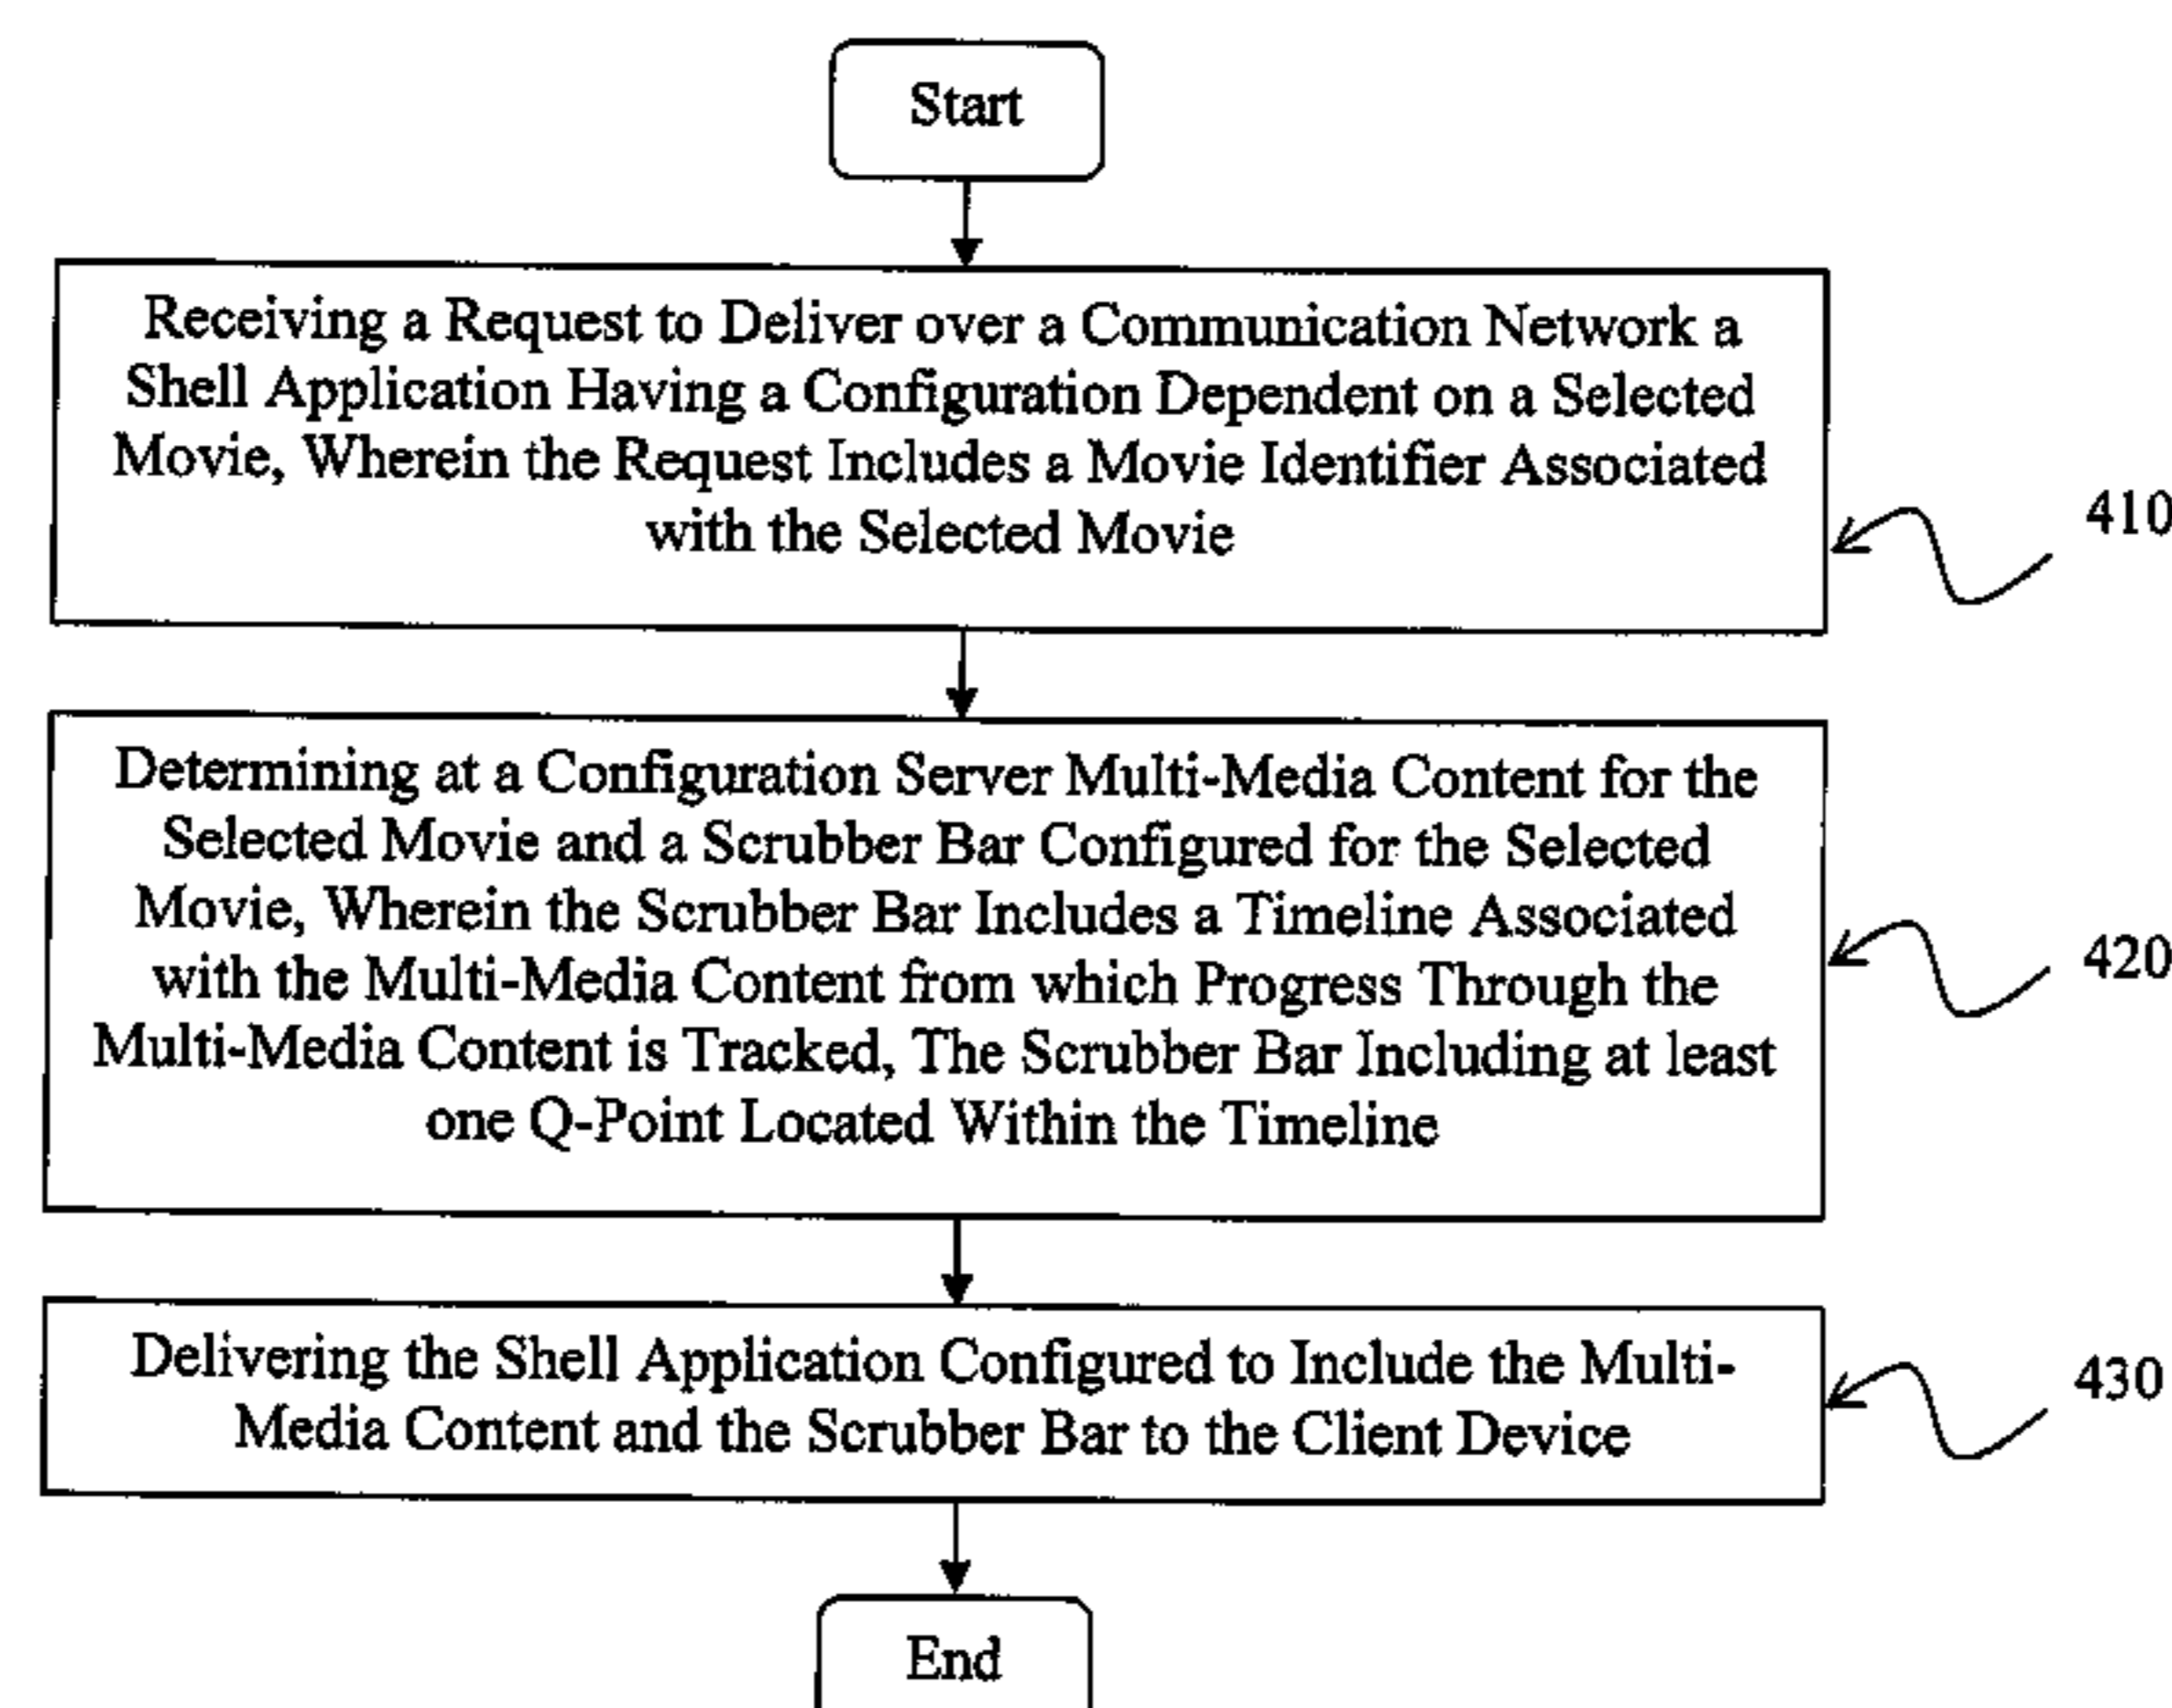 Start
Receiving a Request to Deliver over a Communication Network a
Shell Application Having a Configuration Dependent on a Selected
Movie, Wherein the Request Includes a Movie Identifier Associated
with the Selected Movie
410
Determining at a Configuration Server Multi-Media Content for the
Selected Movie and a Scrubber Bar Configured for the Selected
Movie, Wherein the Scrubber Bar Includes a Timeline Associated
with the Multi-Media Content from which Progress Through the
Multi-Media Content is Tracked, The Scrubber Bar Including at least
one Q-Point Located Within the Timeline
420
Delivering the Shell Application Configured to Include the Multi-
Media Content and the Scrubber Bar to the Client Device
430
End